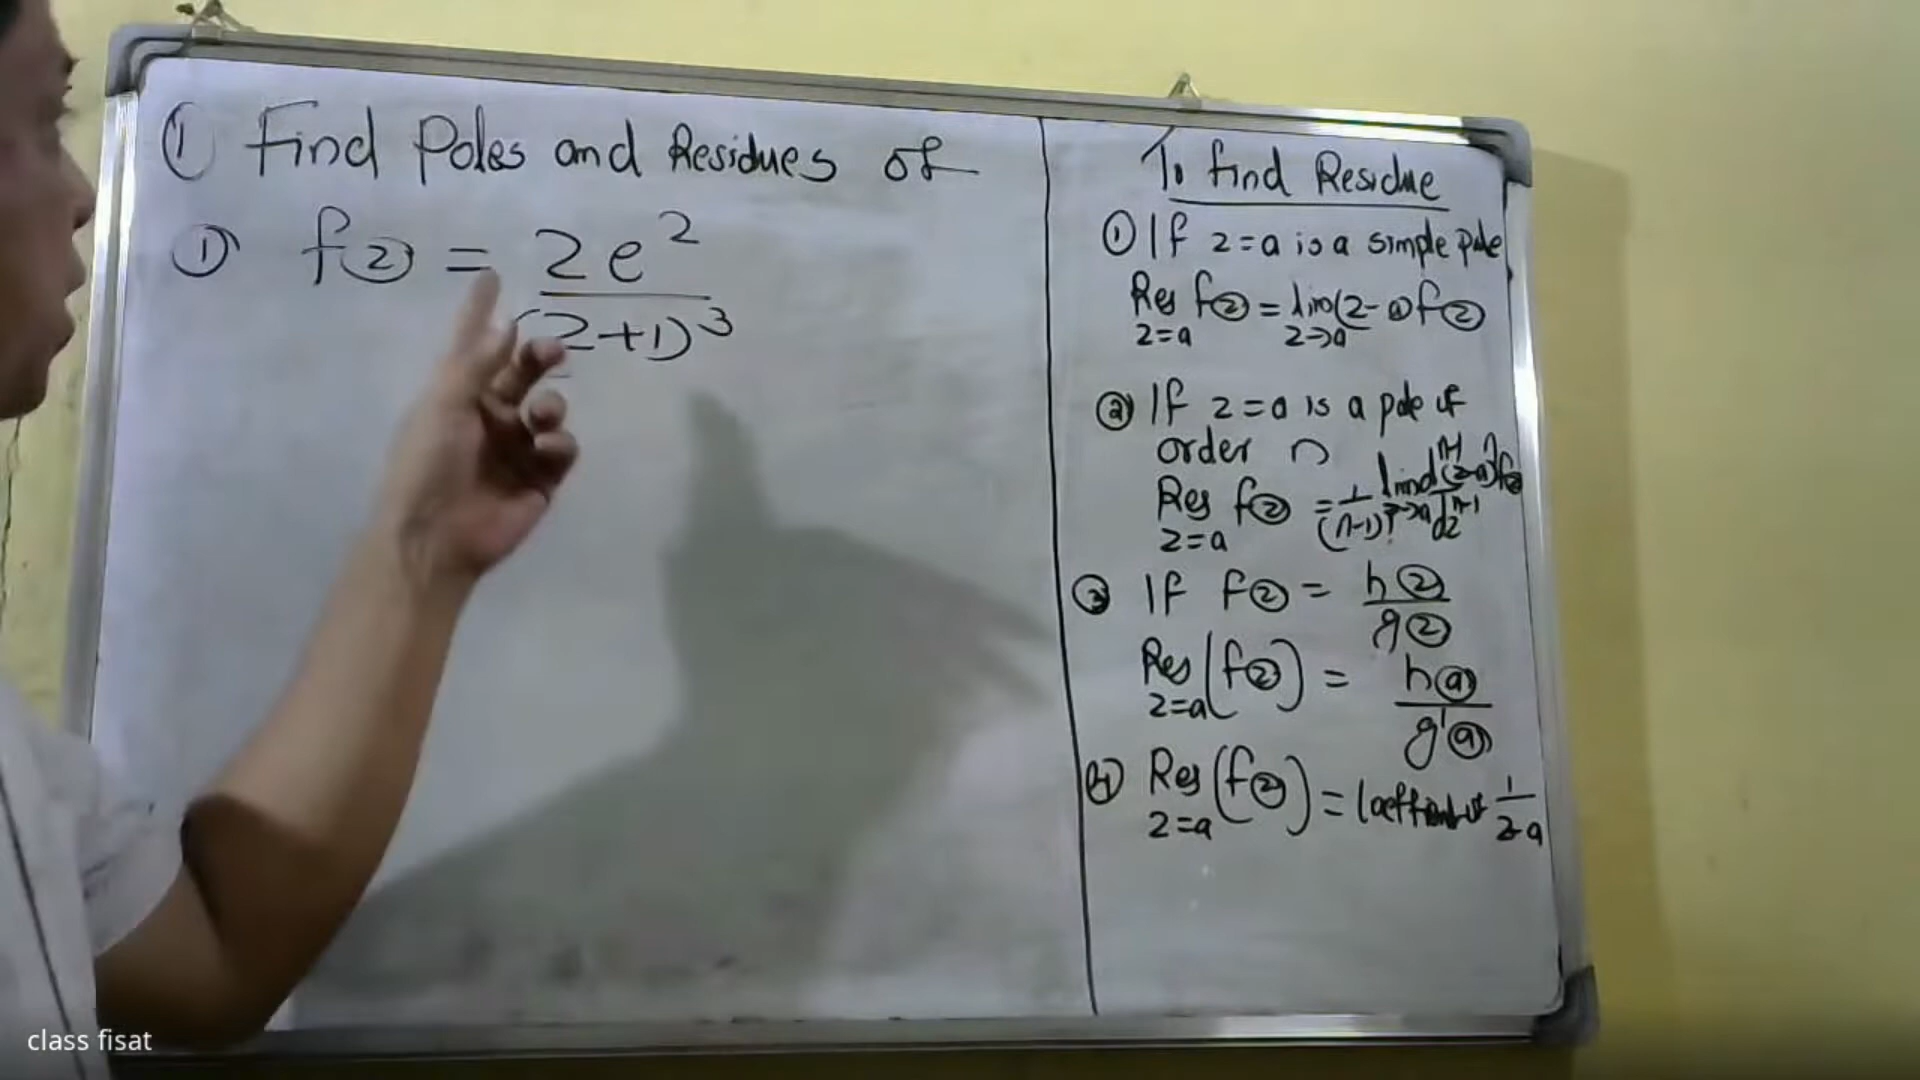 ① Find Poles and Residues of
① f(z) = ze^z
(z+1)^3
To find Residue
① If z=a is a simple pole
Res f(z) = lim (z-a) f(z)
z=a z→a
② If z=a is a pole of
order n
Res f(z) = 1/(n-1)! lim z→a d^n-1/dz^n-1 (z-a)^n f(z)
z=a
③ If f(z) = h(z)
g(z)
Res (f(z)) = h(a)
z=a g'(a)
④ Res (f(z)) = Coefficient of 1/z-a
z=a
class fisat